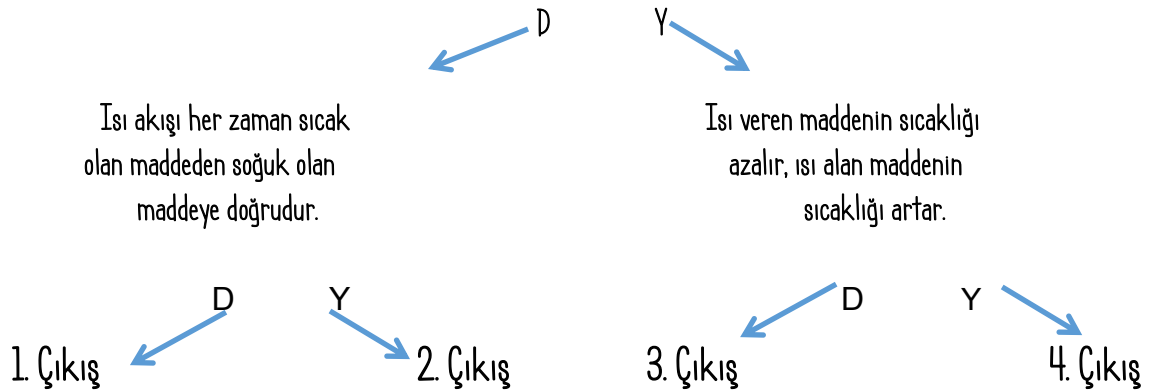 D Y
Isı akışı her zaman sıcak
olan maddeden soğuk olan
maddeye doğrudur.
Isı veren maddenin sıcaklığı
azalır, ısı alan maddenin
sıcaklığı artar.
D Y D Y
1. Çıkış 2. Çıkış 3. Çıkış 4. Çıkış